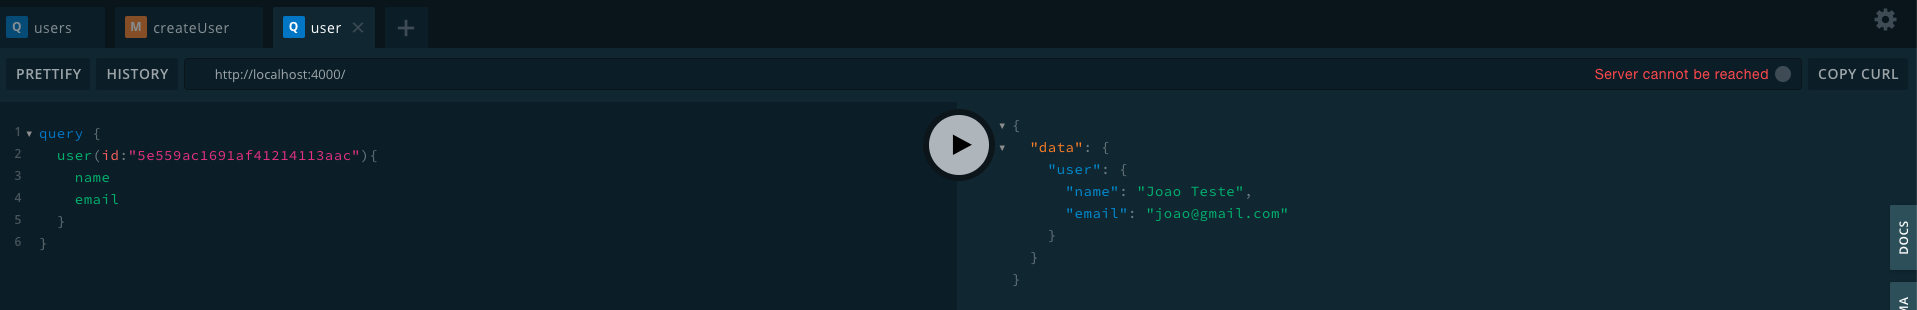 Q users M createUser Q user × +
PRETTIFY HISTORY http://localhost:4000/ Server cannot be reached COPY CURL
1 query {
2 user(id:"5e559ac1691af41214113aac"){
3 name
4 email
5 }
6 }
{
"data": {
"user": {
"name": "Joao Teste",
"email": "joao@gmail.com"
}
}
}
DOCS